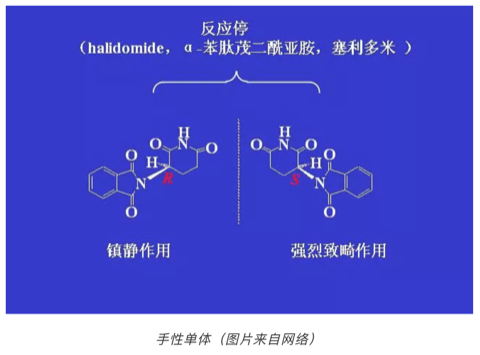 反应停
（halidomide，α-苯肽茂二酰亚胺，塞利多米 ）
H
O N O
H
O
N R
O
镇静作用
H
O N O
H O
S N
O
强烈致畸作用
手性单体（图片来自网络）